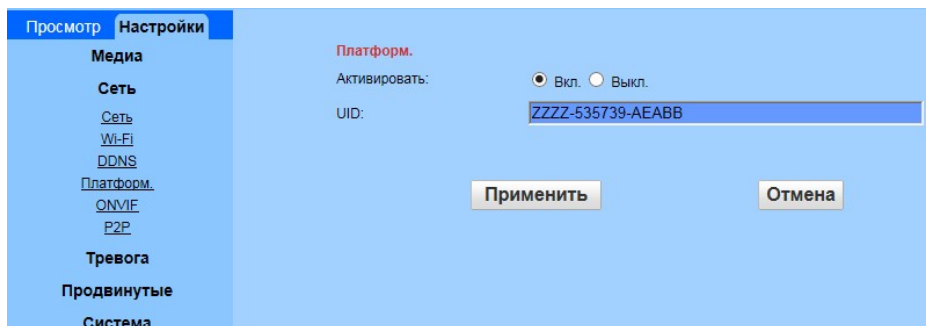 Просмотр Настройки
Медиа
Сеть
Сеть
Wi-Fi
DDNS
Платформ.
ONVIF
P2P
Тревога
Продвинутые
Система
Платформ.
Активировать: Вкл. Выкл.
UID: ZZZZ-535739-AEABB
Применить Отмена